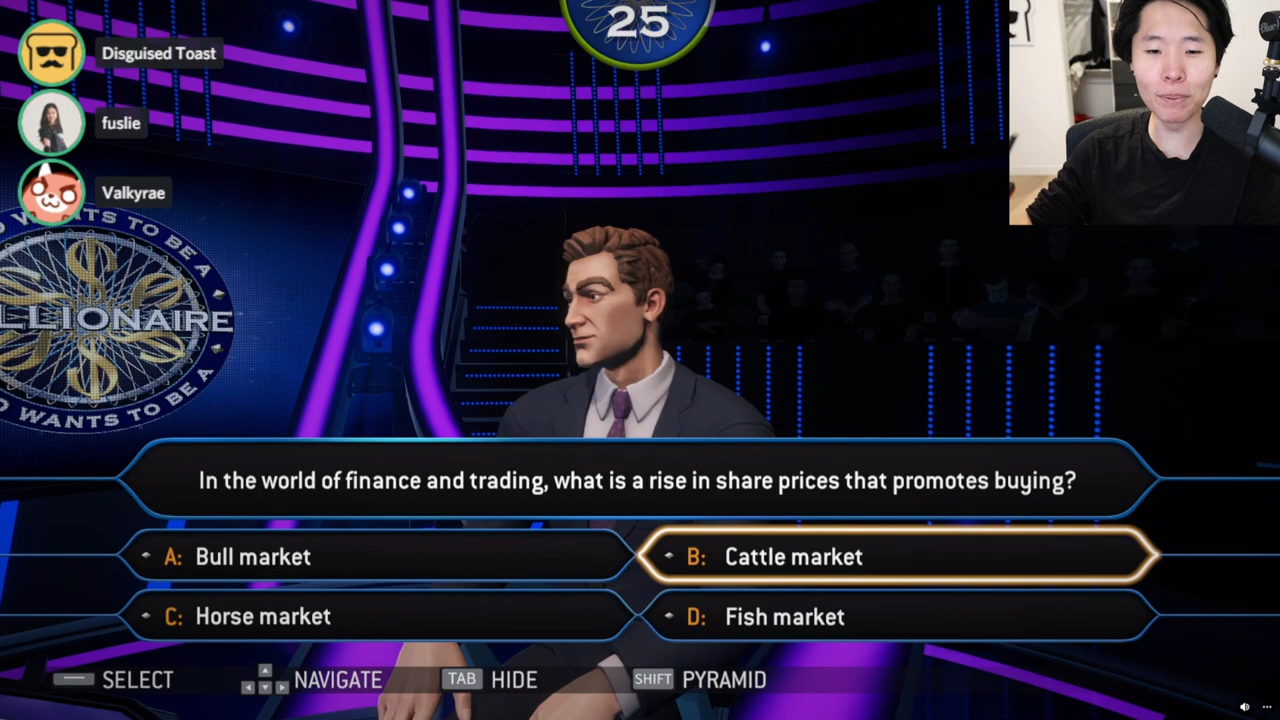 25
Disguised Toast
fuslie
Valkyrae
WANTS TO BE A
LLIONAIRE
O WANTS TO BE A
In the world of finance and trading, what is a rise in share prices that promotes buying?
A: Bull market
B: Cattle market
C: Horse market
D: Fish market
SELECT
NAVIGATE
TAB HIDE
SHIFT PYRAMID